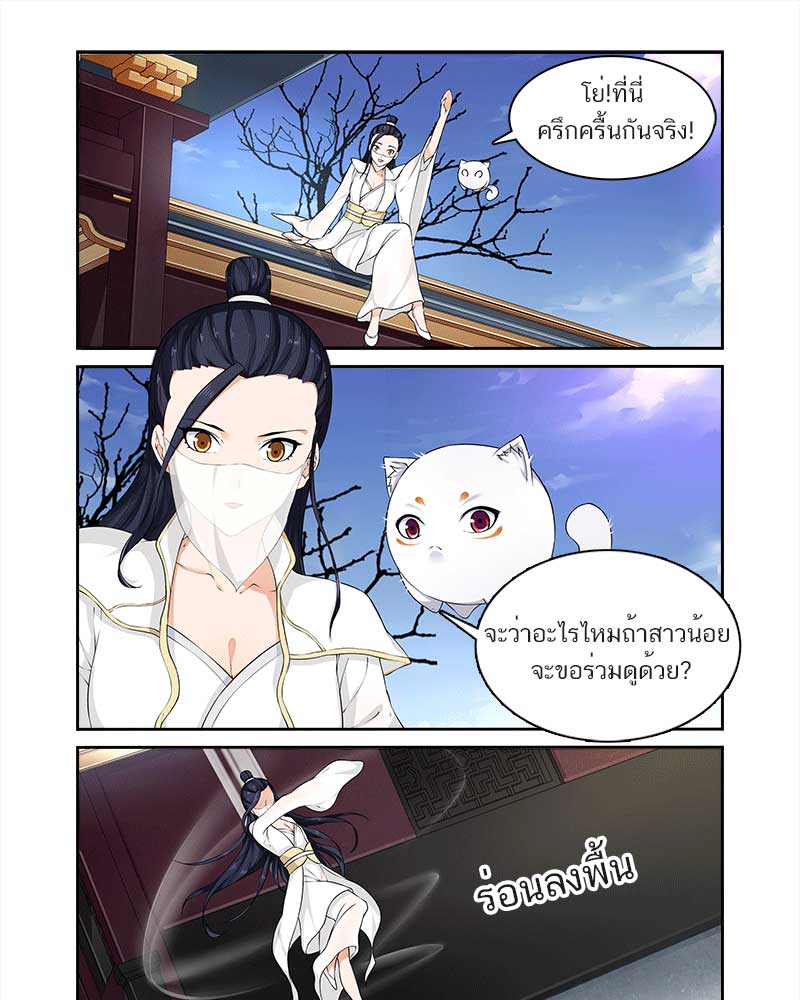 โย่!ที่นี่
ครึกครื้นกันจริง!
จะว่าอะไรไหมถ้าสาวน้อย
จะขอร่วมดูด้วย?
ร่อนลงพื้น